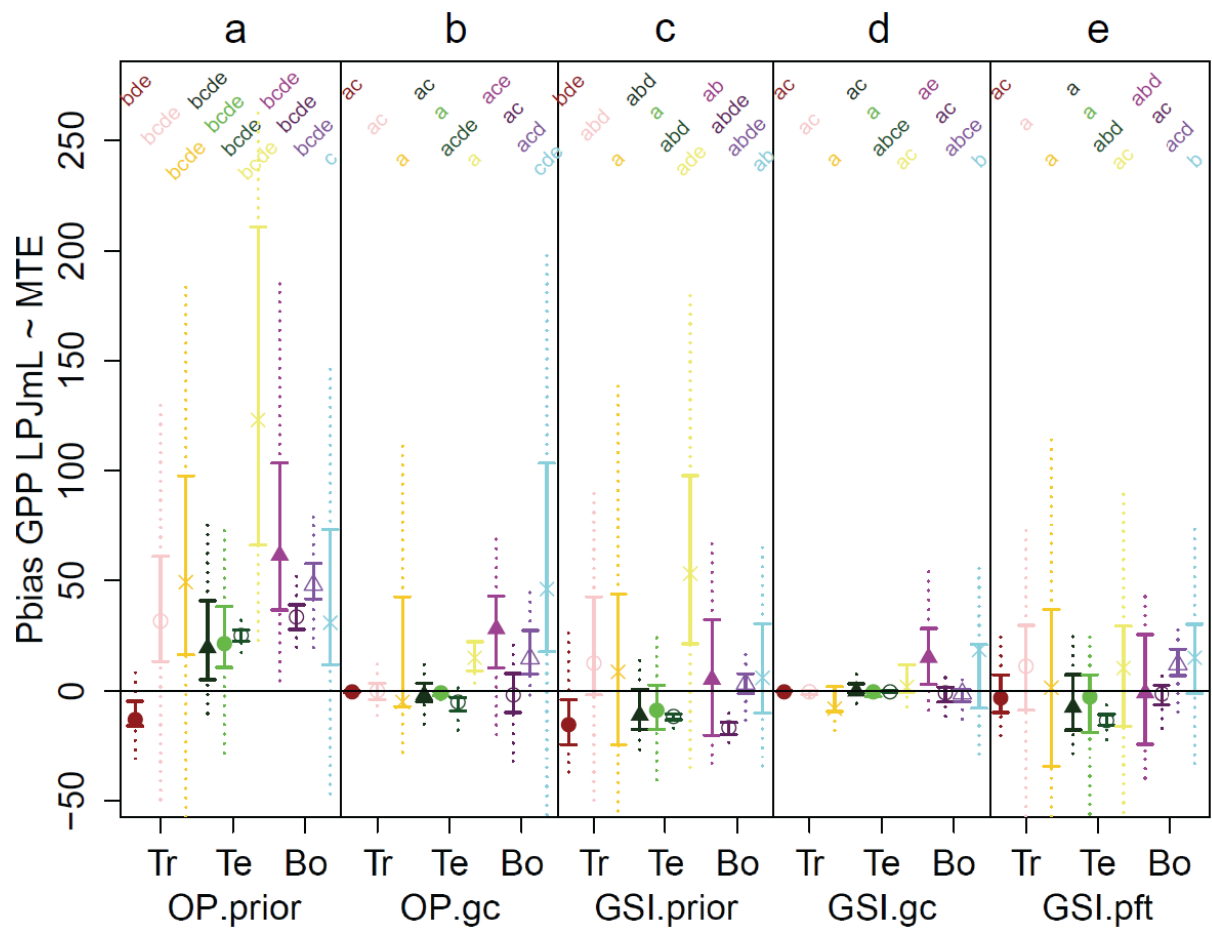 a b c d e
bde bcde bcde bcde bcde bcde bcde bcde bcde bcde c
ac ac a ac a acde a ace ac acd cde
bde abd a abd a abd ade ab abde abde ab
ac ac a ac a abce ac ae ac abce b
ac a a a a abd ac abd ac acd b
Pbias GPP LPJmL ~ MTE
250
200
150
100
50
0
−50
Tr Te Bo Tr Te Bo Tr Te Bo Tr Te Bo Tr Te Bo
OP.prior OP.gc GSI.prior GSI.gc GSI.pft